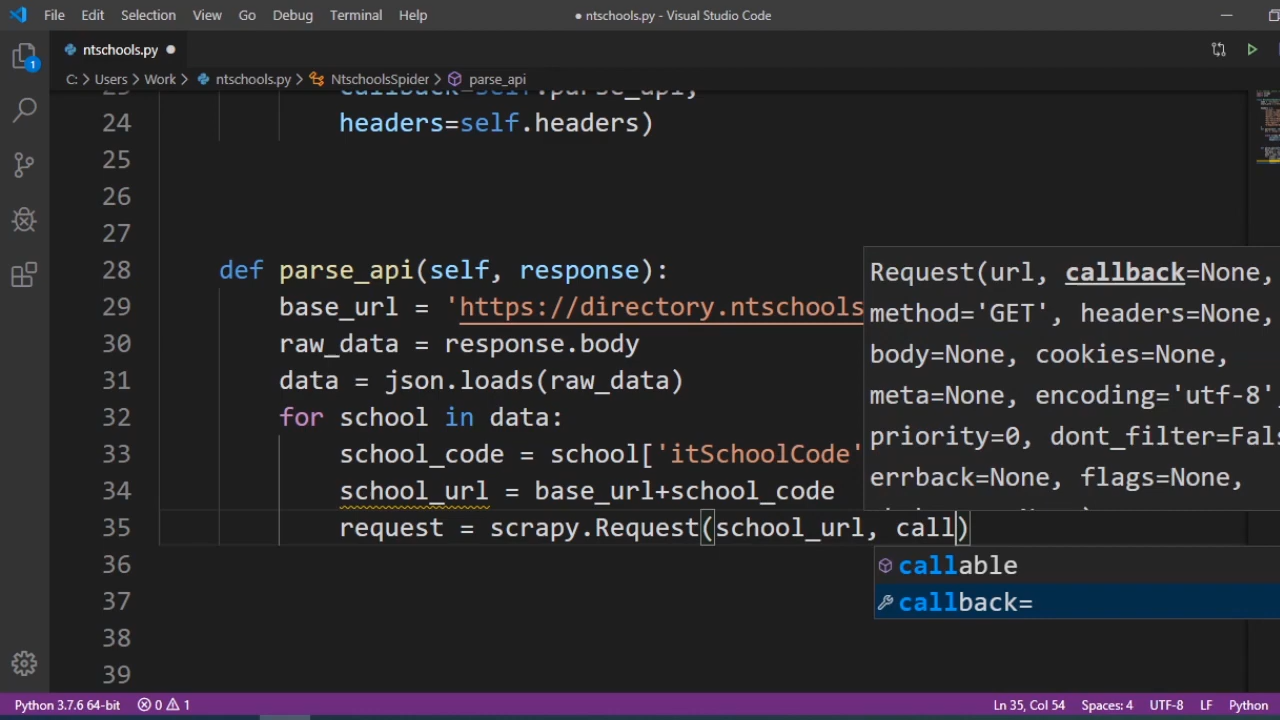 File Edit Selection View Go Debug Terminal Help
● ntschools.py - Visual Studio Code
ntschools.py ●
C: > Users > Work > ntschools.py > NtschoolsSpider > parse_api
1
callback=self.parse_api,
24 headers=self.headers)
25
26
27
28 def parse_api(self, response):
29 base_url = 'https://directory.ntschools
30 raw_data = response.body
31 data = json.loads(raw_data)
32 for school in data:
33 school_code = school['itSchoolCode'
34 school_url = base_url+school_code
35 request = scrapy.Request(school_url, call)
36
37
38
39
Request(url, callback=None,
method='GET', headers=None,
body=None, cookies=None,
meta=None, encoding='utf-8'
priority=0, dont_filter=Fals
errback=None, flags=None,
callable
callback=
Python 3.7.6 64-bit 0 1 Ln 35, Col 54 Spaces: 4 UTF-8 LF Python